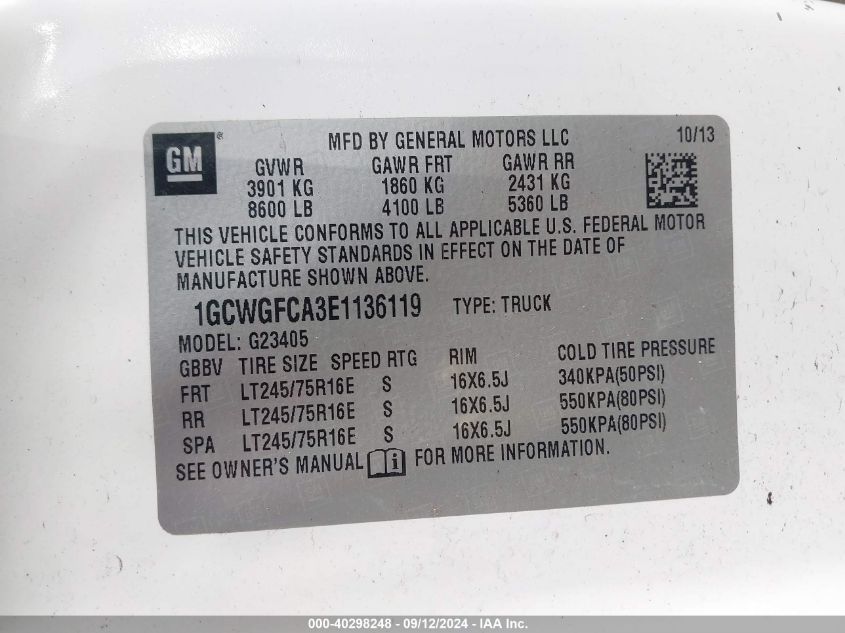 GM ® MFD BY GENERAL MOTORS LLC 10/13
GVWR GAWR FRT GAWR RR
3901 KG 1860 KG 2431 KG
8600 LB 4100 LB 5360 LB
THIS VEHICLE CONFORMS TO ALL APPLICABLE U.S. FEDERAL MOTOR
VEHICLE SAFETY STANDARDS IN EFFECT ON THE DATE OF
MANUFACTURE SHOWN ABOVE.
1GCWGFCA3E1136119 TYPE: TRUCK
MODEL: G23405
GBBV TIRE SIZE SPEED RTG RIM COLD TIRE PRESSURE
FRT LT245/75R16E S 16X6.5J 340KPA(50PSI)
RR LT245/75R16E S 16X6.5J 550KPA(80PSI)
SPA LT245/75R16E S 16X6.5J 550KPA(80PSI)
SEE OWNER'S MANUAL i FOR MORE INFORMATION.
000-40298248 - 09/12/2024 - IAA Inc.